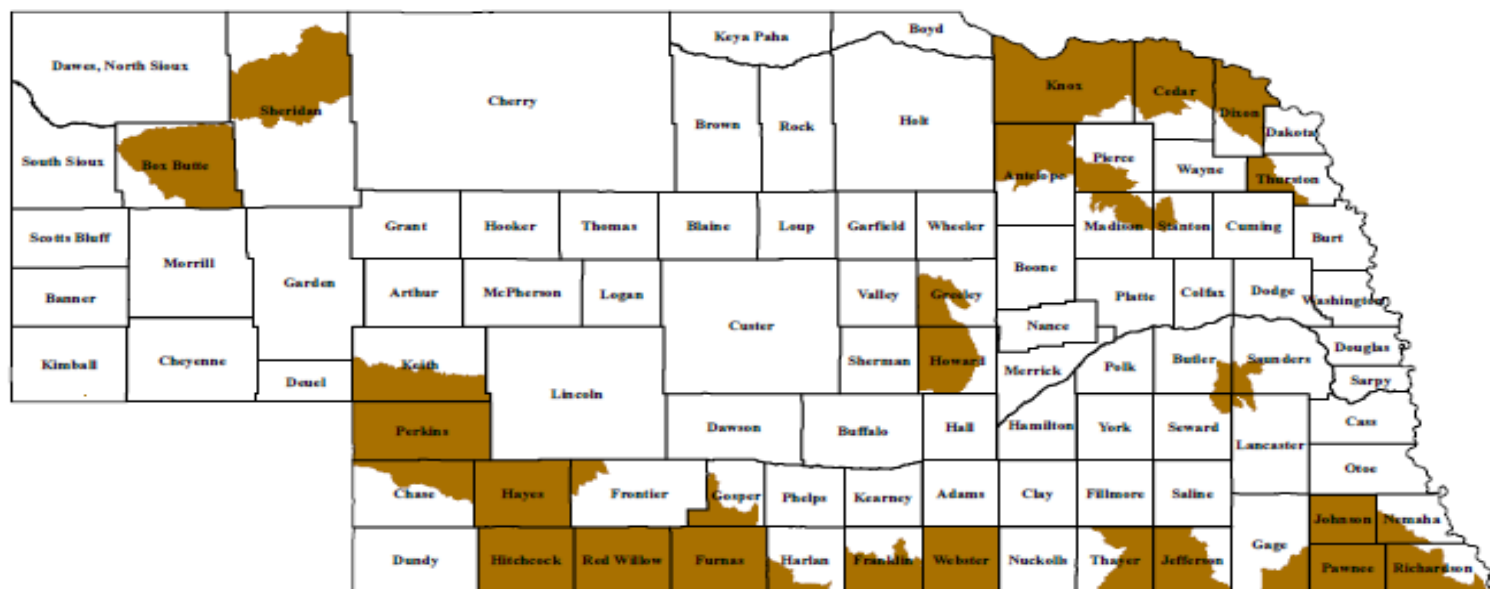 Boyd
Keya Paha
Dawes, North Sioux
Knox
Cedar
Cherry
Sheridan
Dixon
Holt
Brown
Rock
Dakota
South Sioux
Box Butte
Pierce
Wayne
Antelope
Thurston
Grant
Hooker
Thomas
Blaine
Loup
Garfield
Wheeler
Madison
Stanton
Cuming
Scotts Bluff
Burt
Morrill
Boone
Garden
Banner
Arthur
McPherson
Logan
Valley
Greeley
Platte
Colfax
Dodge
Washington
Custer
Nance
Kimball
Cheyenne
Keith
Sherman
Howard
Butler
Saunders
Douglas
Polk
Merrick
Deuel
Sarpy
Lincoln
Perkins
Dawson
Buffalo
Hall
Hamilton
York
Seward
Cass
Lancaster
Otoe
Chase
Hayes
Frontier
Gosper
Phelps
Kearney
Adams
Clay
Fillmore
Saline
Johnson
Nemaha
Gage
Dundy
Hitchcock
Red Willow
Furnas
Harlan
Franklin
Webster
Nuckolls
Thayer
Jefferson
Pawnee
Richardson